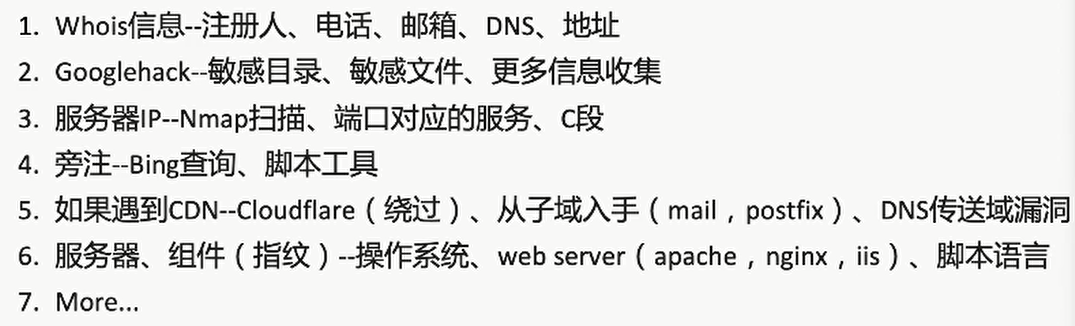 1. Whois信息--注册人、电话、邮箱、DNS、地址
2. Googlehack--敏感目录、敏感文件、更多信息收集
3. 服务器IP--Nmap扫描、端口对应的服务、C段
4. 旁注--Bing查询、脚本工具
5. 如果遇到CDN--Cloudflare（绕过）、从子域入手（mail，postfix）、DNS传送域漏洞
6. 服务器、组件（指纹）--操作系统、web server（apache，nginx，iis）、脚本语言
7. More...